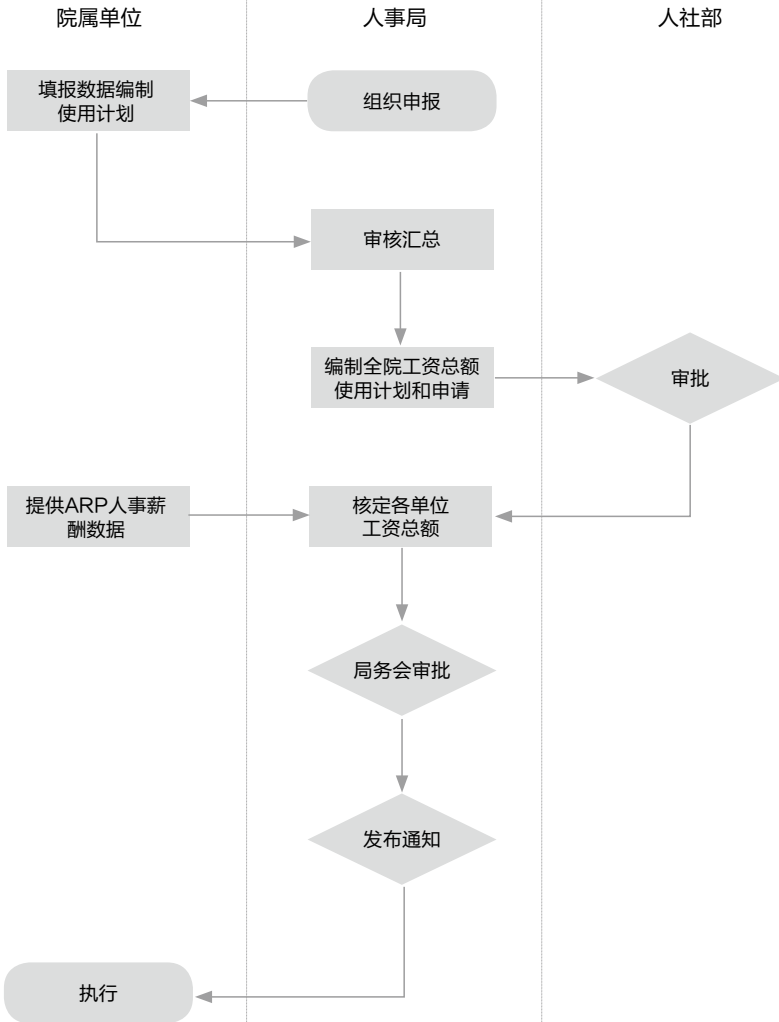 院属单位
人事局
人社部
填报数据编制
使用计划
组织申报
审核汇总
编制全院工资总额
使用计划和申请
审批
提供ARP人事薪
酬数据
核定各单位
工资总额
局务会审批
发布通知
执行